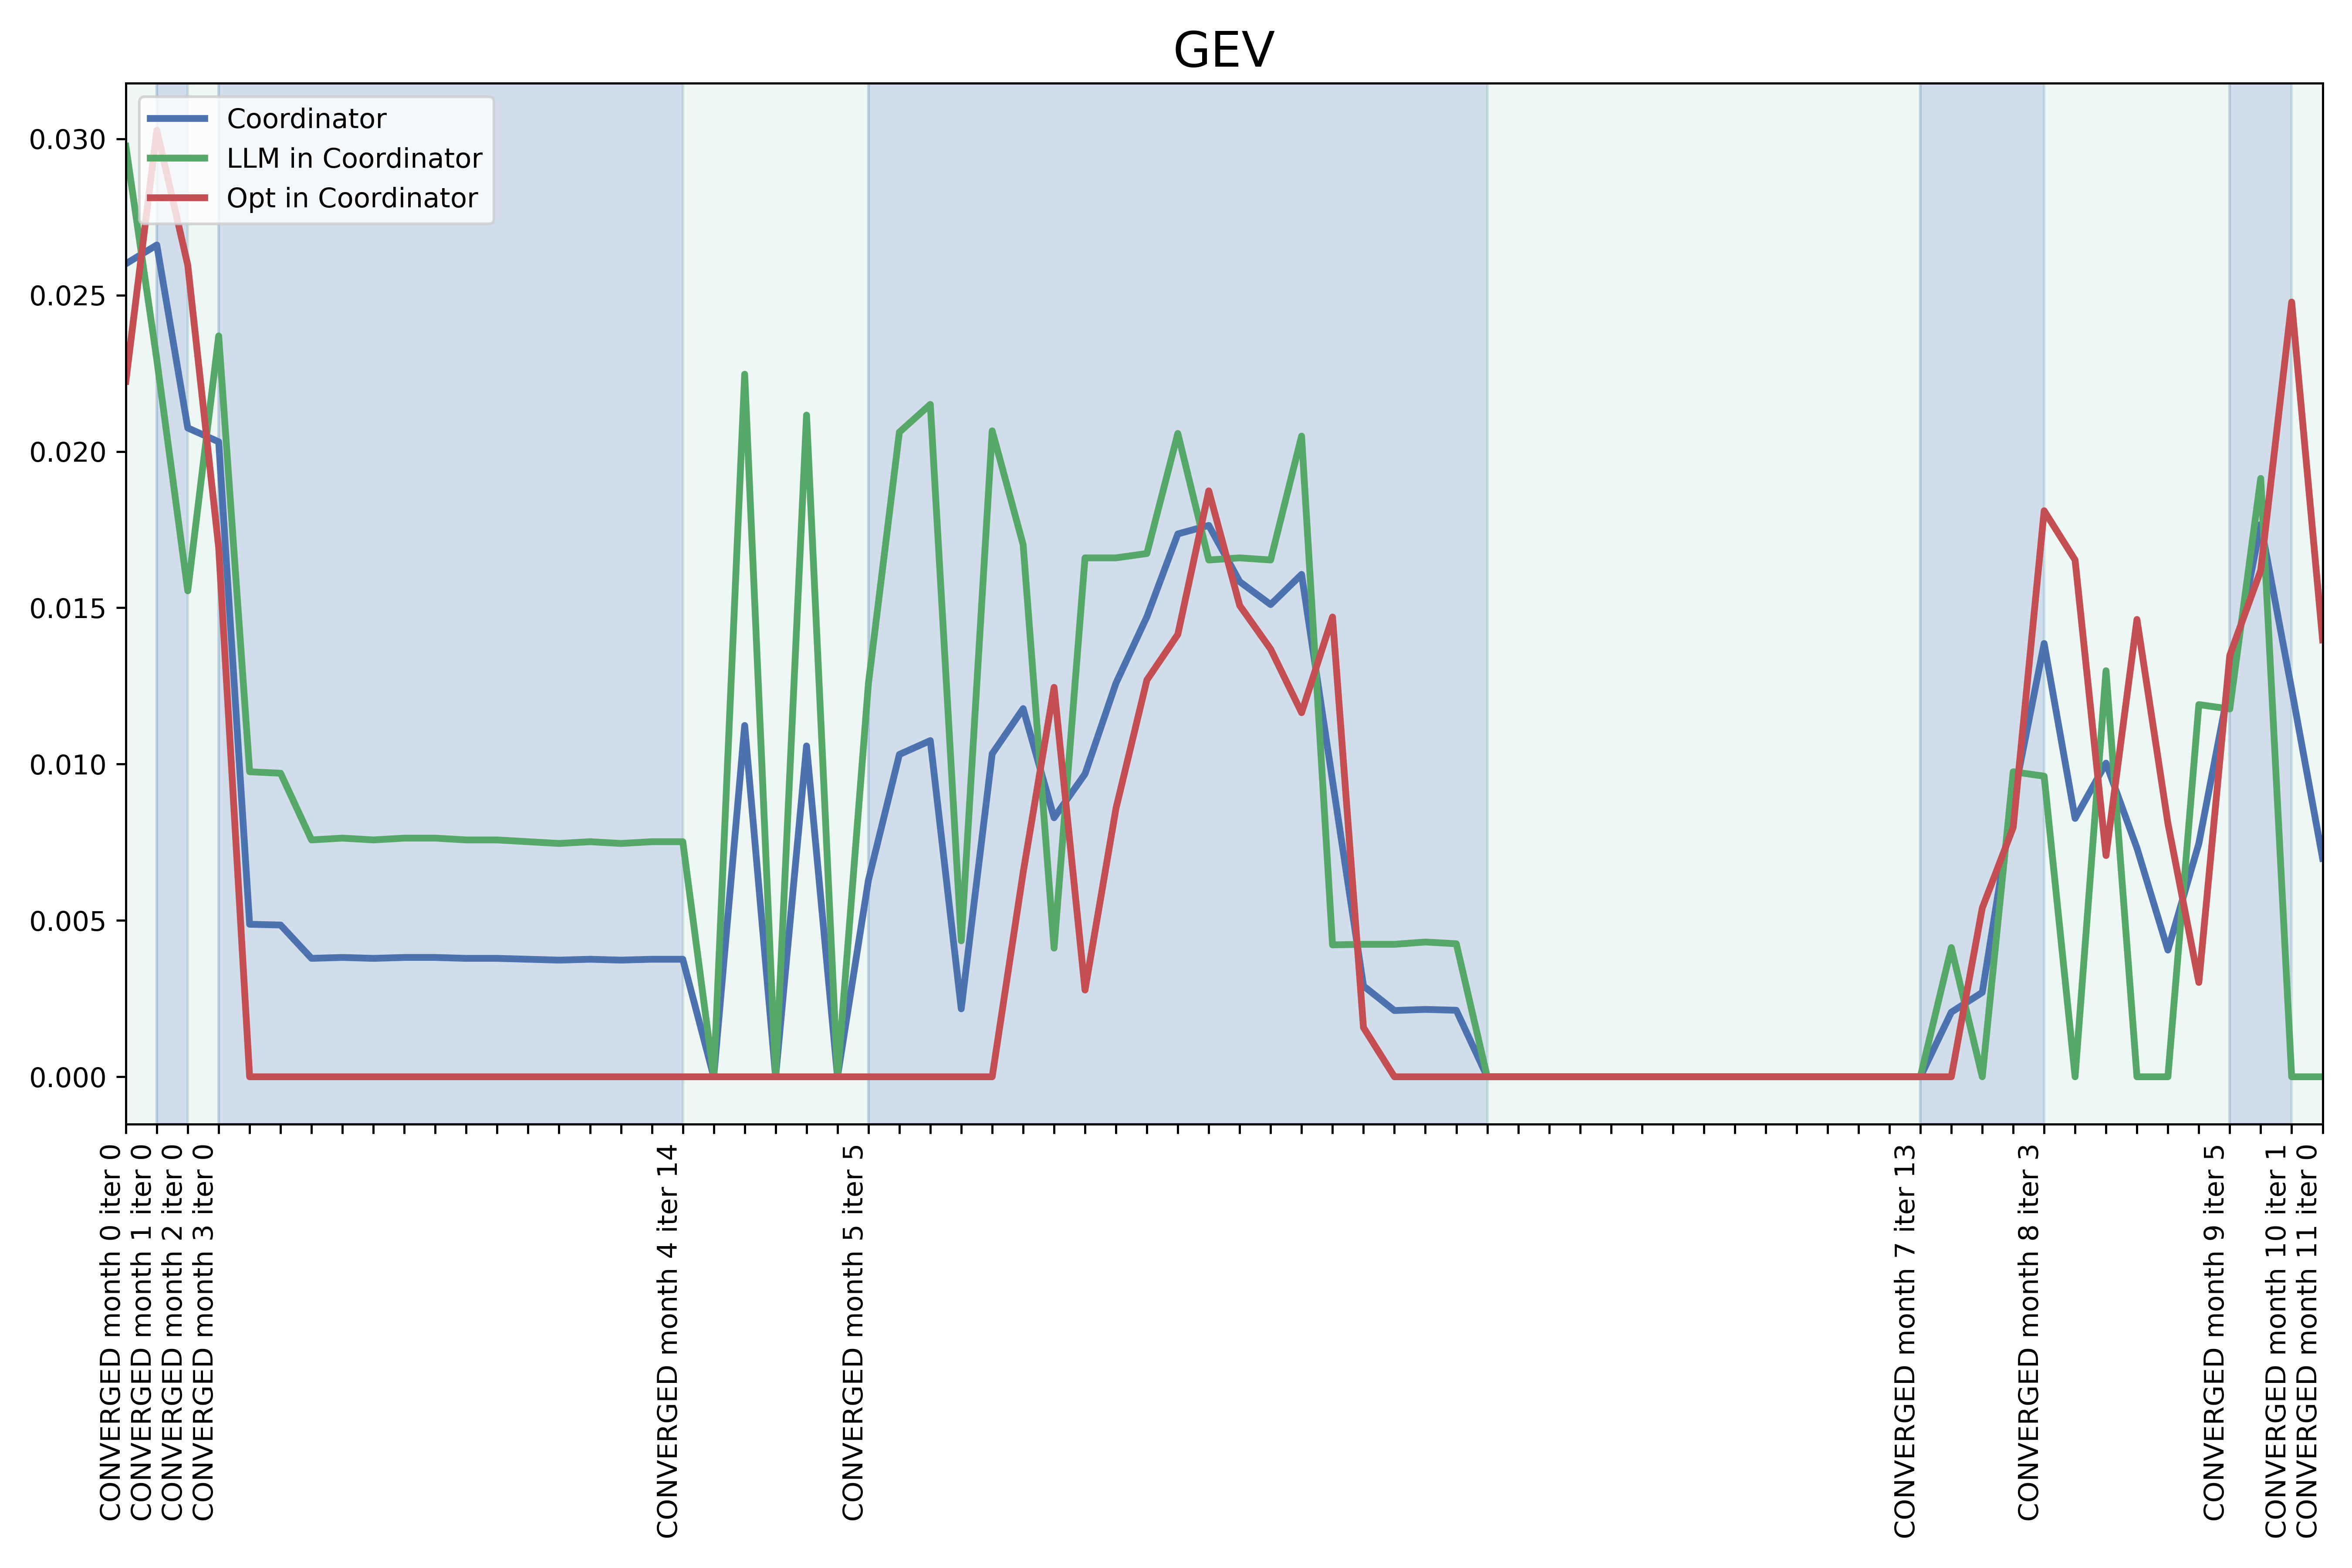 GEV
Coordinator
LLM in Coordinator
Opt in Coordinator
0.030
0.025
0.020
0.015
0.010
0.005
0.000
CONVERGED month 0 iter 0
CONVERGED month 1 iter 0
CONVERGED month 2 iter 0
CONVERGED month 3 iter 0
CONVERGED month 4 iter 14
CONVERGED month 5 iter 5
CONVERGED month 7 iter 13
CONVERGED month 8 iter 3
CONVERGED month 9 iter 5
CONVERGED month 10 iter 1
CONVERGED month 11 iter 0